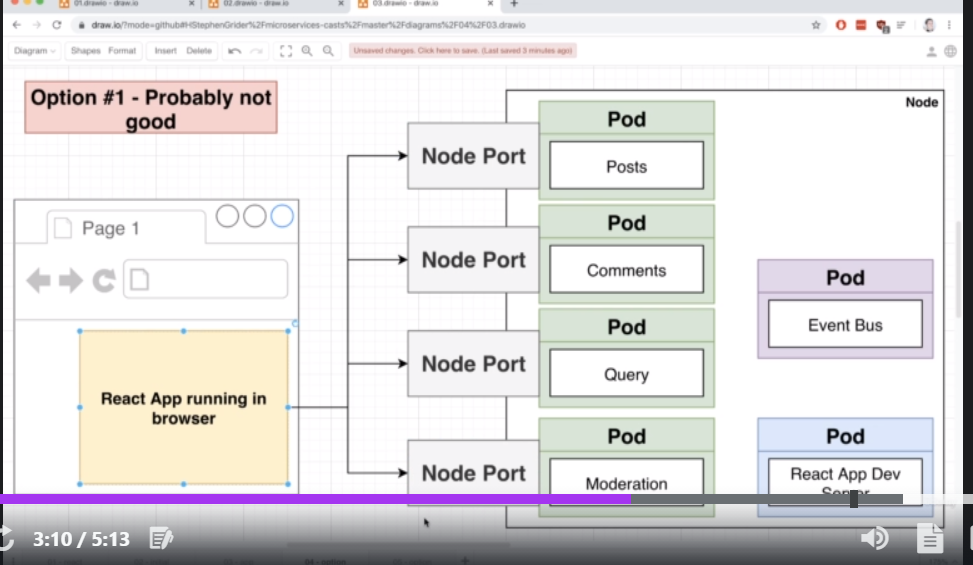 01.drawio - draw.io
02.drawio - draw.io
03.drawio - draw.io
draw.io/?mode=github#HStephenGrider%2Fmicroservices-casts%2Fmaster%2Fdiagrams%2F04%2F03.drawio
Diagram
Shapes
Format
Insert
Delete
Unsaved changes. Click here to save. (Last saved 3 minutes ago)
Option #1 - Probably not
good
Node
Pod
Node Port
Posts
Page 1
Pod
Node Port
Comments
Pod
Event Bus
Pod
Node Port
Query
React App running in
browser
Pod
Node Port
Moderation
Pod
React App Dev
Server
3:10 / 5:13